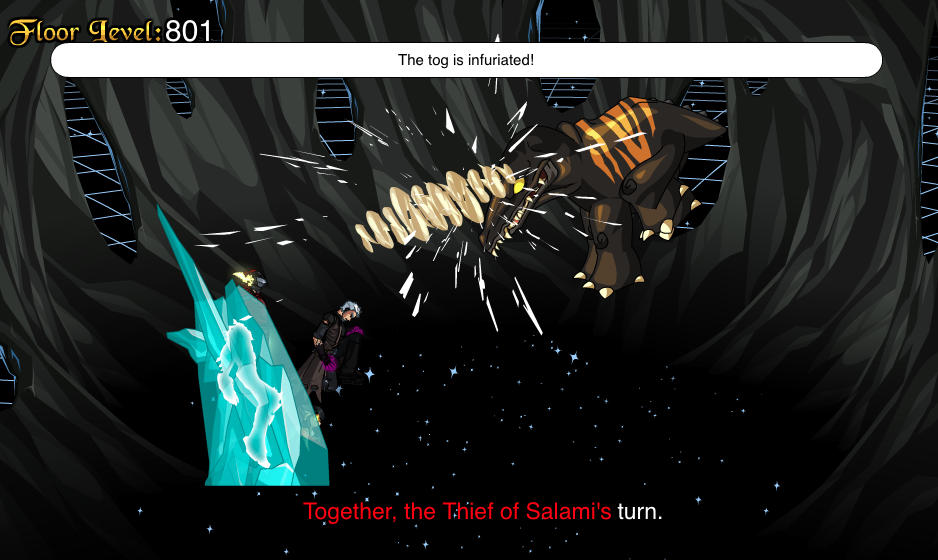 Floor Level: 801
The tog is infuriated!
Together, the Thief of Salami's turn.